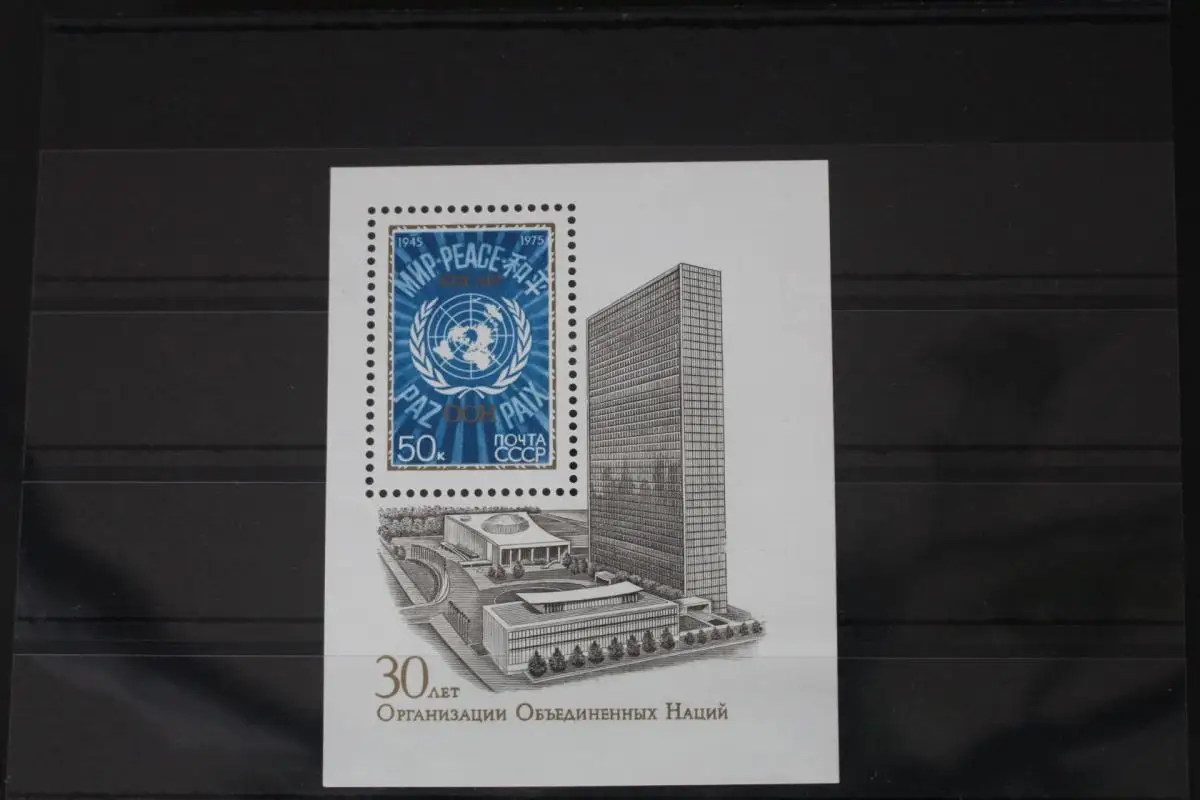 1945 1975
МИР·PEACE·和平
PAZ ООН PAIX
50к
ПОЧТА
СССР
30 ЛЕТ
ОРГАНИЗАЦИИ ОБЪЕДИНЕННЫХ НАЦИЙ